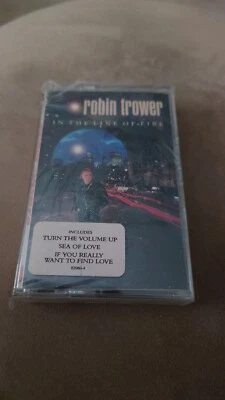 robin trower
IN THE LINE OF FIRE
INCLUDES
TURN THE VOLUME UP
SEA OF LOVE
IF YOU REALLY
WANT TO FIND LOVE